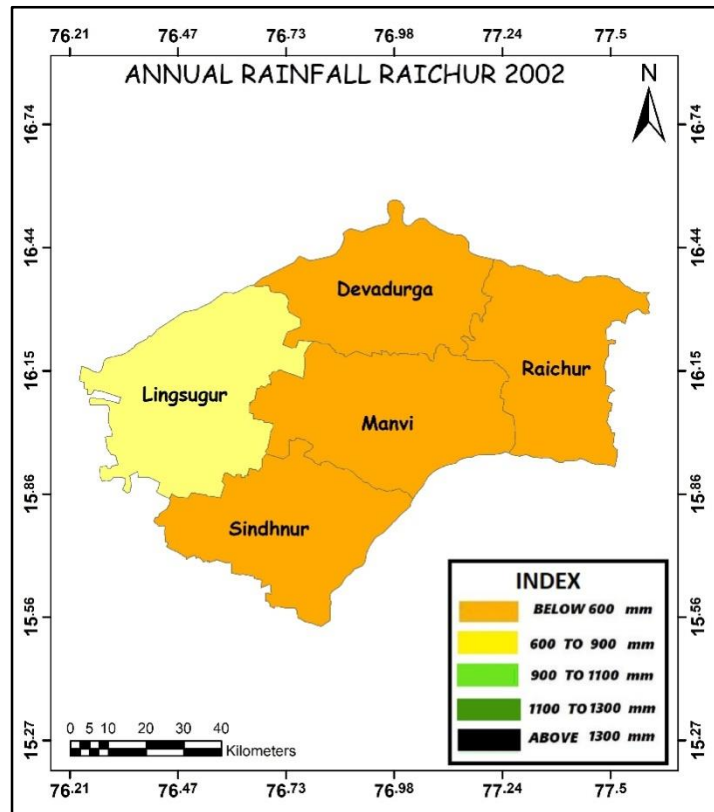 76.21 76.47 76.73 76.98 77.24 77.5
ANNUAL RAINFALL RAICHUR 2002
N
16.74 16.74
16.44 16.44
Devadurga
16.15 16.15
Raichur
Lingsugur
Manvi
15.86 15.86
Sindhnur
INDEX
BELOW 600 mm
15.56 15.56
600 TO 900 mm
900 TO 1100 mm
1100 TO 1300 mm
ABOVE 1300 mm
15.27 15.27
0 5 10 20 30 40
Kilometers
76.21 76.47 76.73 76.98 77.24 77.5